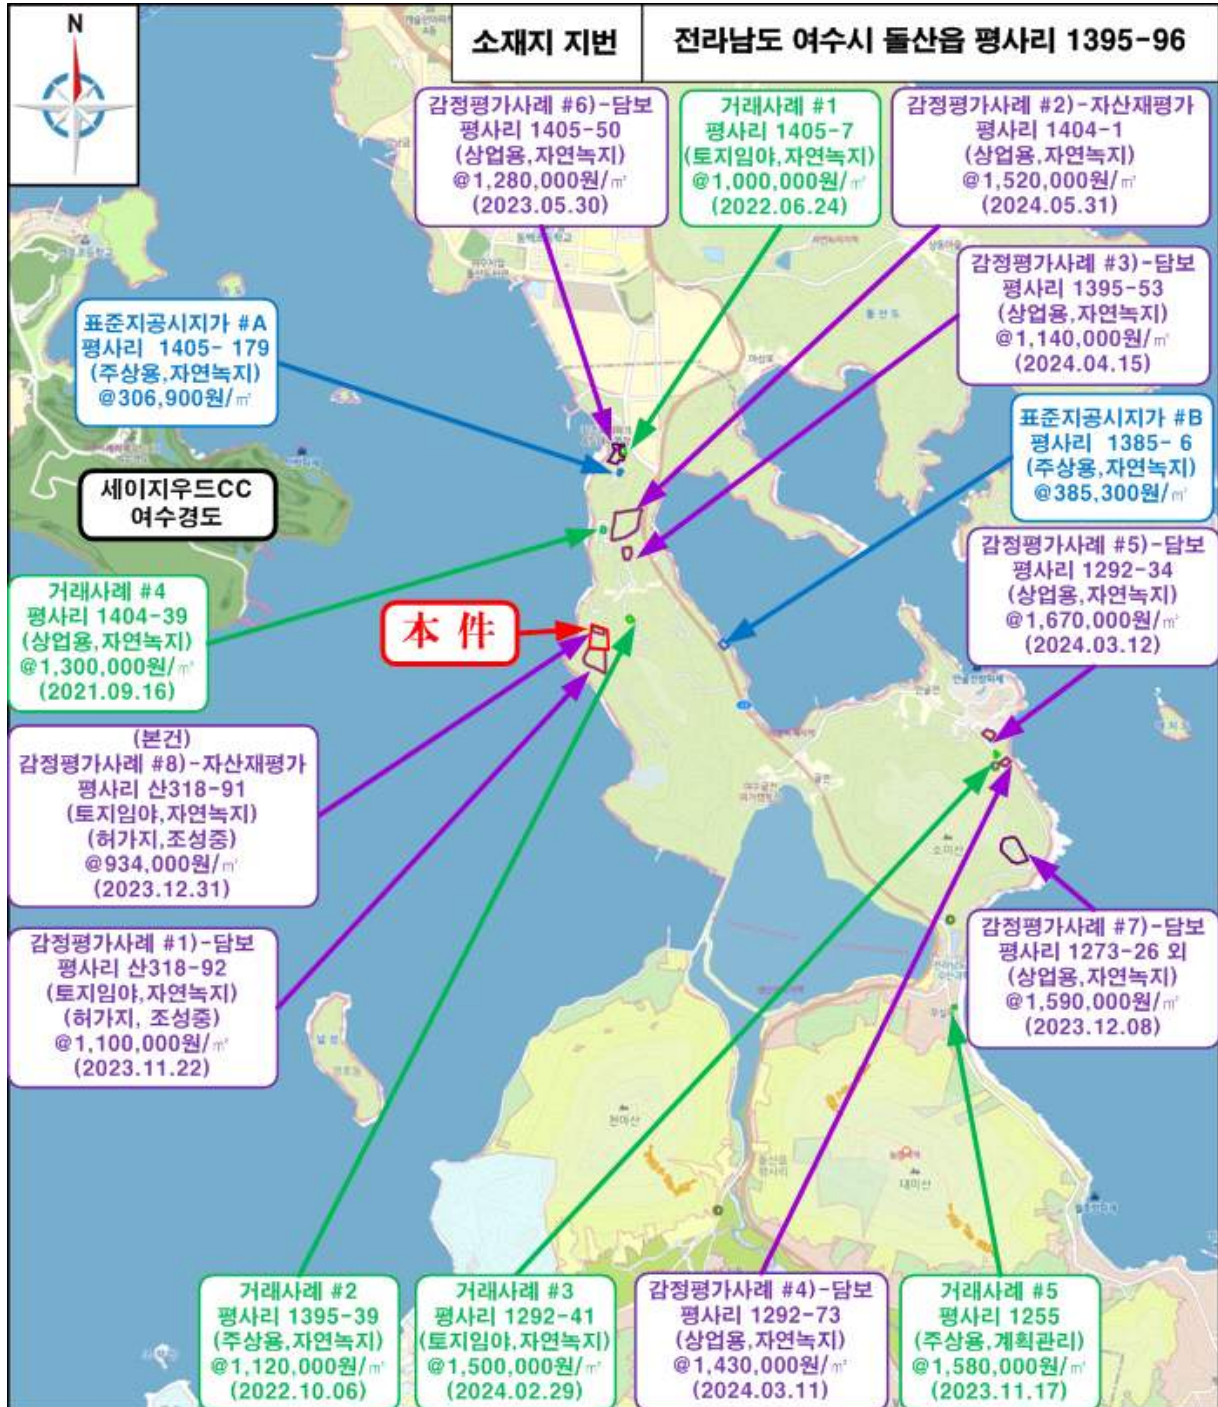 N
소재지 지번
전라남도 여수시 돌산읍 평사리 1395-96
감정평가사례 #6)-담보
평사리 1405-50
(상업용,자연녹지)
@1,280,000원/㎡
(2023.05.30)
거래사례 #1
평사리 1405-7
(토지임야,자연녹지)
@1,000,000원/㎡
(2022.06.24)
감정평가사례 #2)-자산재평가
평사리 1404-1
(상업용,자연녹지)
@1,520,000원/㎡
(2024.05.31)
감정평가사례 #3)-담보
평사리 1395-53
(상업용,자연녹지)
@1,140,000원/㎡
(2024.04.15)
표준지공시지가 #A
평사리 1405- 179
(주상용,자연녹지)
@306,900원/㎡
표준지공시지가 #B
평사리 1385- 6
(주상용,자연녹지)
@385,300원/㎡
세이지우드CC
여수경도
감정평가사례 #5)-담보
평사리 1292-34
(상업용,자연녹지)
@1,670,000원/㎡
(2024.03.12)
거래사례 #4
평사리 1404-39
(상업용,자연녹지)
@1,300,000원/㎡
(2021.09.16)
本 件
(본건)
감정평가사례 #8)-자산재평가
평사리 산318-91
(토지임야,자연녹지)
(허가지,조성중)
@934,000원/㎡
(2023.12.31)
소미산
감정평가사례 #1)-담보
평사리 산318-92
(토지임야,자연녹지)
(허가지, 조성중)
@1,100,000원/㎡
(2023.11.22)
감정평가사례 #7)-담보
평사리 1273-26 외
(상업용,자연녹지)
@1,590,000원/㎡
(2023.12.08)
천마산
돌산읍
평사리
대미산
거래사례 #2
평사리 1395-39
(주상용,자연녹지)
@1,120,000원/㎡
(2022.10.06)
거래사례 #3
평사리 1292-41
(토지임야,자연녹지)
@1,500,000원/㎡
(2024.02.29)
감정평가사례 #4)-담보
평사리 1292-73
(상업용,자연녹지)
@1,430,000원/㎡
(2024.03.11)
거래사례 #5
평사리 1255
(주상용,계획관리)
@1,580,000원/㎡
(2023.11.17)